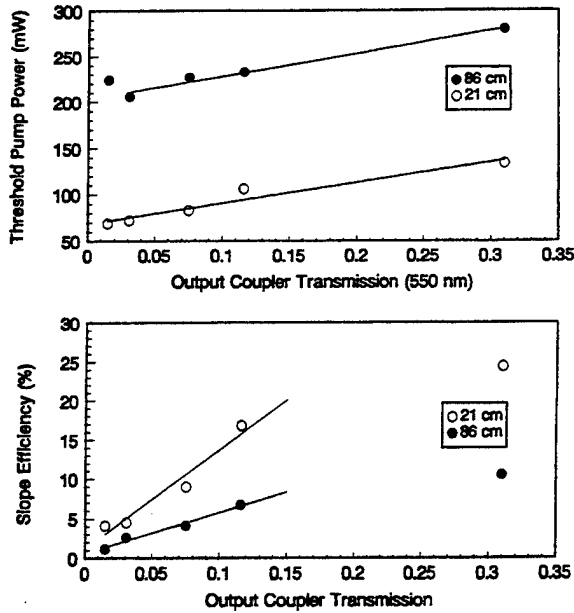 Threshold Pump Power (mW)
300
250
200
150
100
50
● 86 cm
○ 21 cm
0 0.05 0.1 0.15 0.2 0.25 0.3 0.35
Output Coupler Transmission (550 nm)
Slope Efficiency (%)
30
25
20
15
10
5
0
○ 21 cm
● 86 cm
0 0.05 0.1 0.15 0.2 0.25 0.3 0.35
Output Coupler Transmission